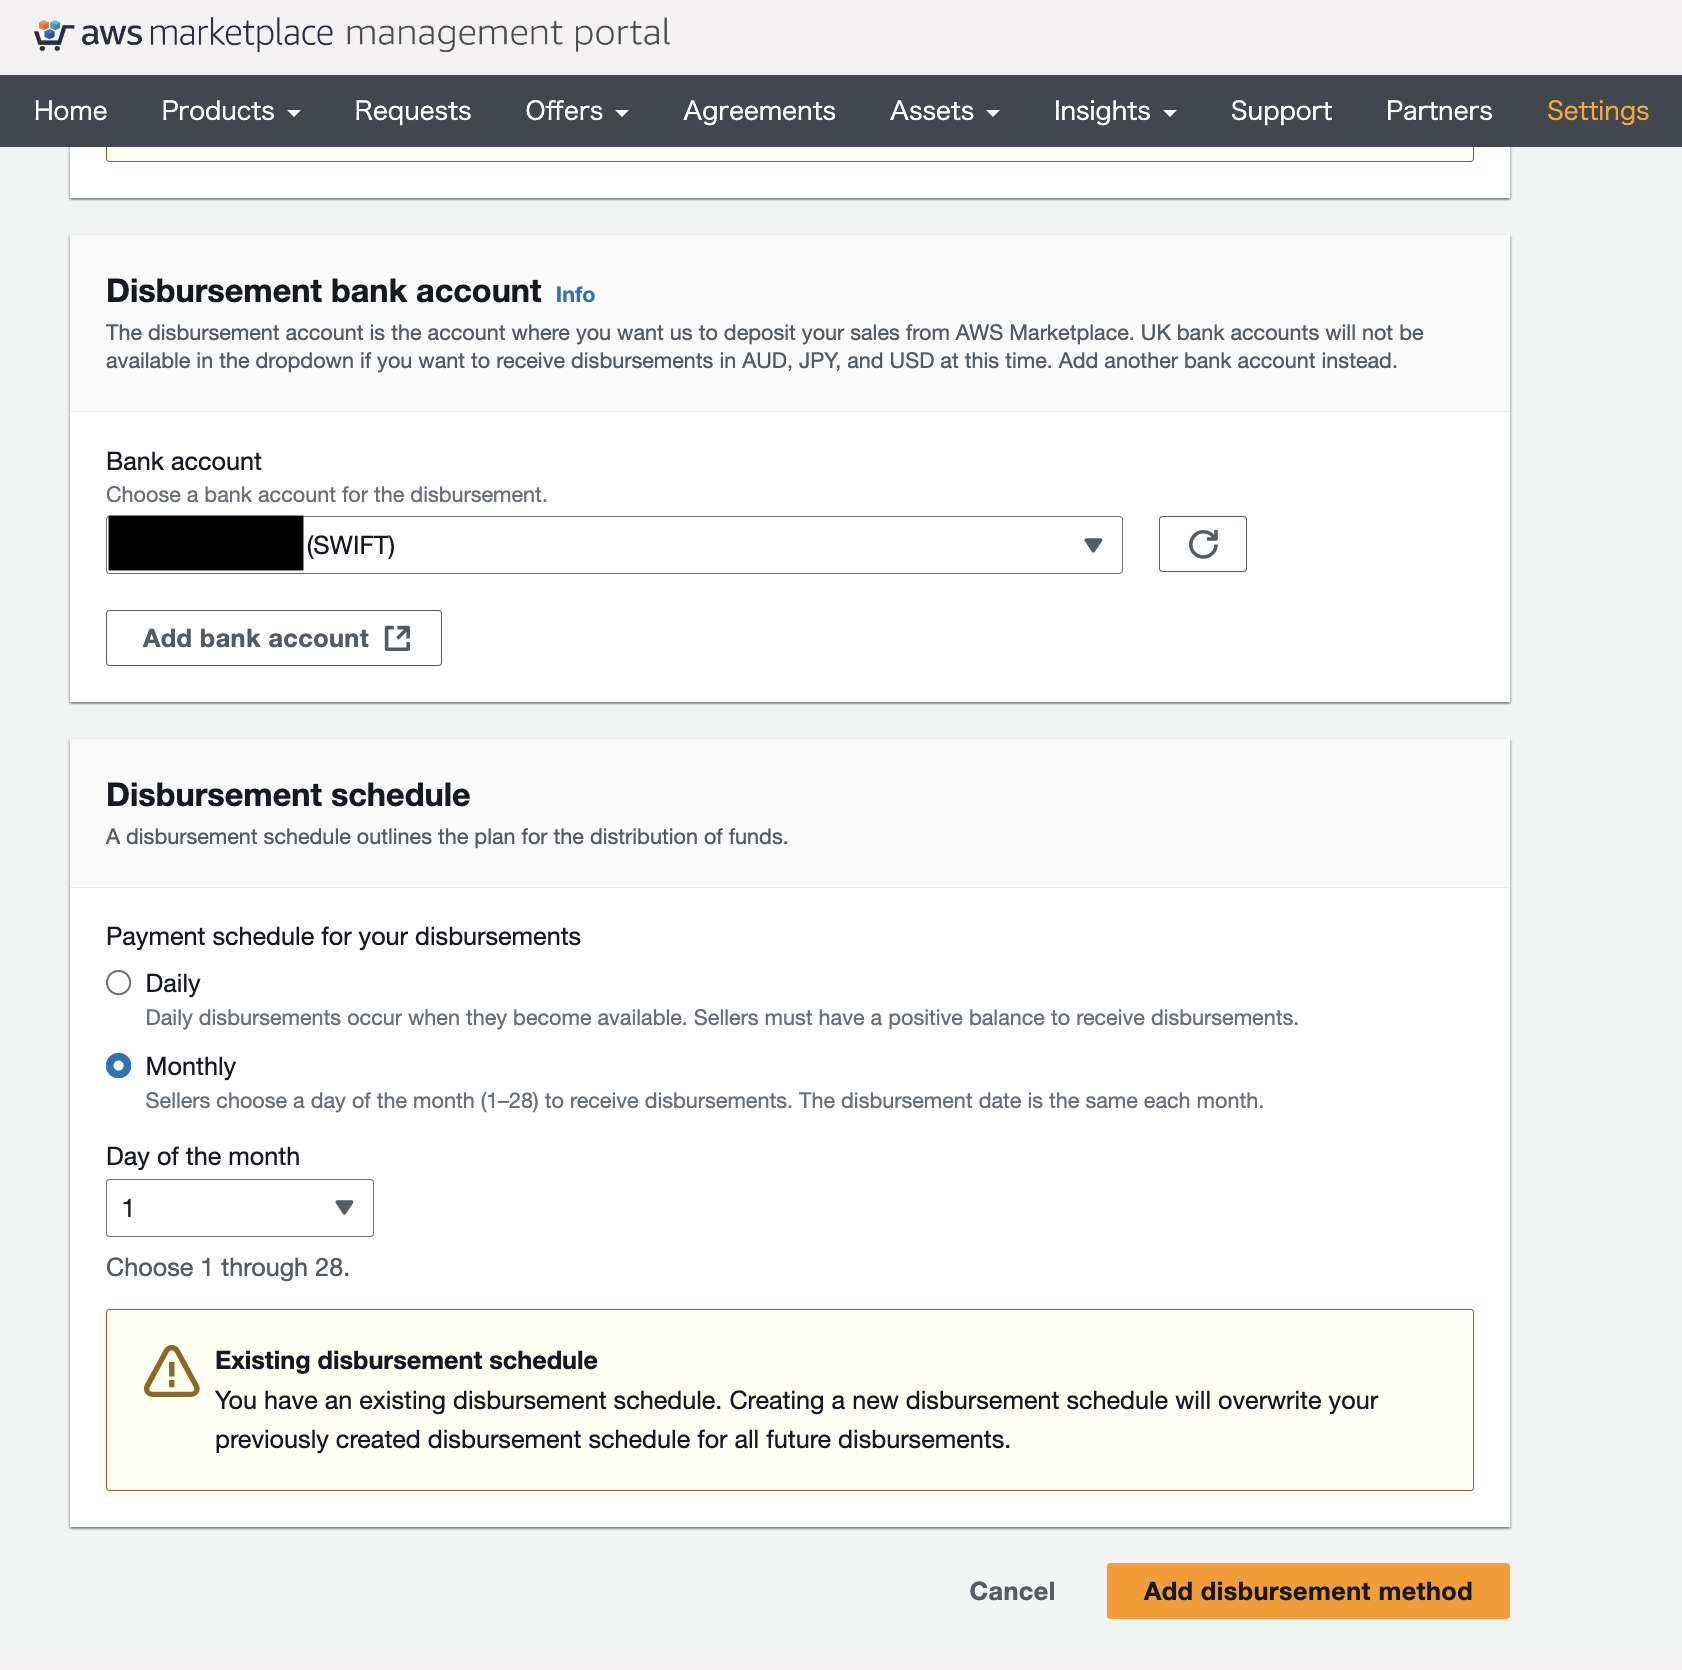 aws marketplace management portal
Home Products Requests Offers Agreements Assets Insights Support Partners Settings
Disbursement bank account Info
The disbursement account is the account where you want us to deposit your sales from AWS Marketplace. UK bank accounts will not be
available in the dropdown if you want to receive disbursements in AUD, JPY, and USD at this time. Add another bank account instead.
Bank account
Choose a bank account for the disbursement.
(SWIFT)
Add bank account
Disbursement schedule
A disbursement schedule outlines the plan for the distribution of funds.
Payment schedule for your disbursements
Daily
Daily disbursements occur when they become available. Sellers must have a positive balance to receive disbursements.
Monthly
Sellers choose a day of the month (1–28) to receive disbursements. The disbursement date is the same each month.
Day of the month
1
Choose 1 through 28.
Existing disbursement schedule
You have an existing disbursement schedule. Creating a new disbursement schedule will overwrite your
previously created disbursement schedule for all future disbursements.
Cancel Add disbursement method